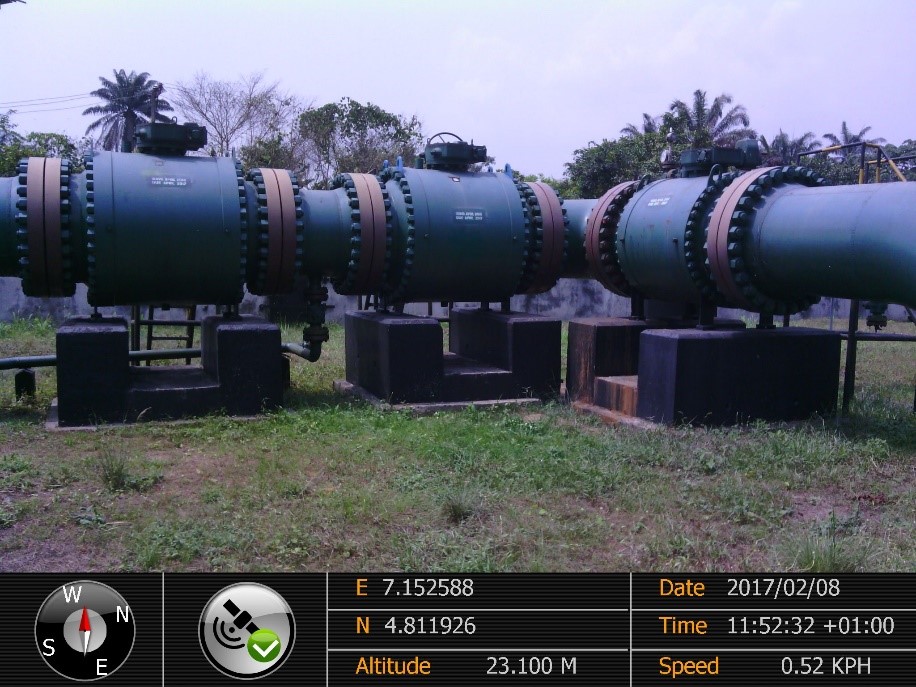 W
N
S
E
E 7.152588
N 4.811926
Altitude 23.100 M
Date 2017/02/08
Time 11:52:32 +01:00
Speed 0.52 KPH